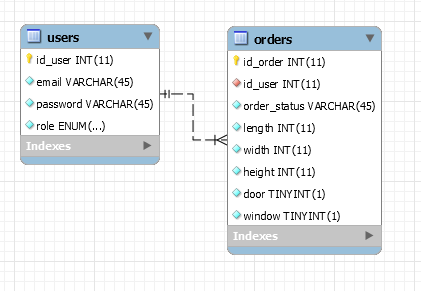 users
id_user INT(11)
email VARCHAR(45)
password VARCHAR(45)
role ENUM(...)
Indexes
orders
id_order INT(11)
id_user INT(11)
order_status VARCHAR(45)
length INT(11)
width INT(11)
height INT(11)
door TINYINT(1)
window TINYINT(1)
Indexes